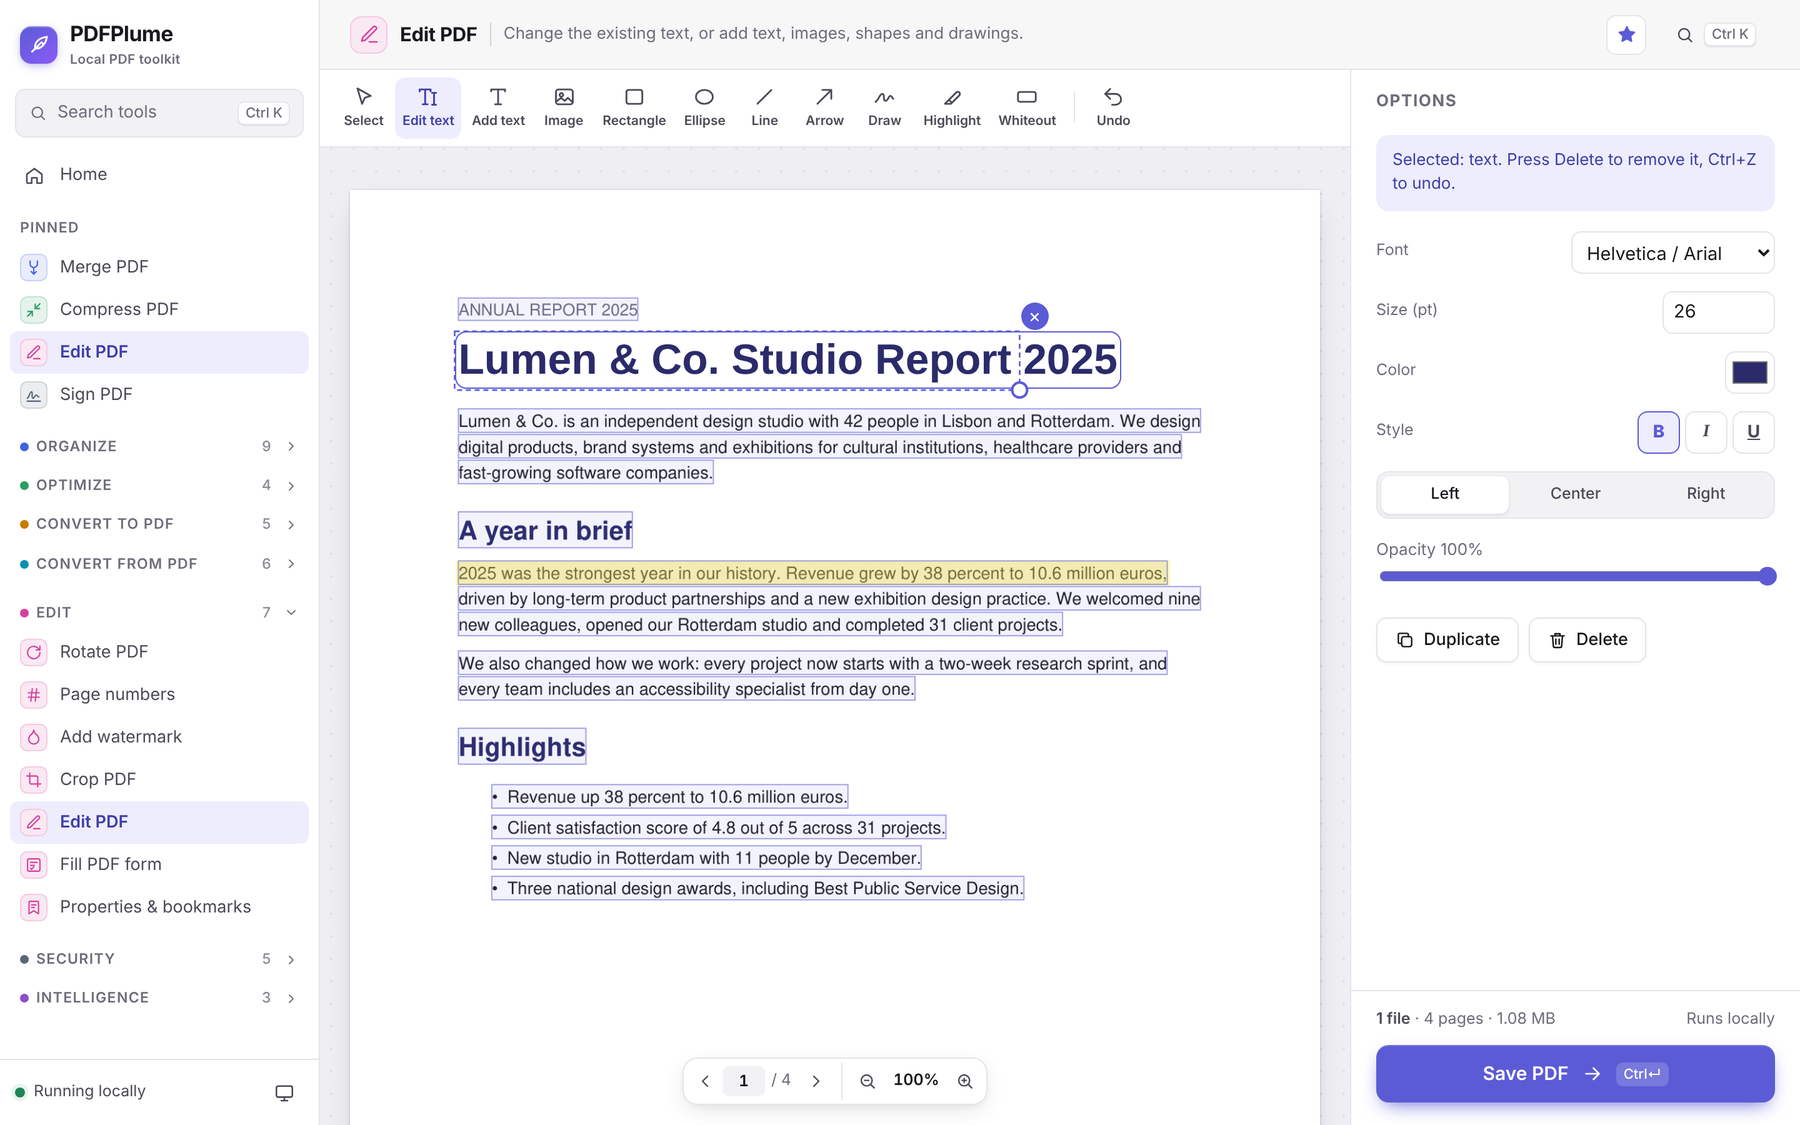 PDFPlume
Local PDF toolkit
Search tools
Ctrl K
Home
PINNED
Merge PDF
Compress PDF
Edit PDF
Sign PDF
ORGANIZE 9
OPTIMIZE 4
CONVERT TO PDF 5
CONVERT FROM PDF 6
EDIT 7
Rotate PDF
Page numbers
Add watermark
Crop PDF
Edit PDF
Fill PDF form
Properties & bookmarks
SECURITY 5
INTELLIGENCE 3
Running locally
Edit PDF
Change the existing text, or add text, images, shapes and drawings.
Ctrl K
Select
Edit text
Add text
Image
Rectangle
Ellipse
Line
Arrow
Draw
Highlight
Whiteout
Undo
ANNUAL REPORT 2025
Lumen & Co. Studio Report 2025
Lumen & Co. is an independent design studio with 42 people in Lisbon and Rotterdam. We design
digital products, brand systems and exhibitions for cultural institutions, healthcare providers and
fast-growing software companies.
A year in brief
2025 was the strongest year in our history. Revenue grew by 38 percent to 10.6 million euros,
driven by long-term product partnerships and a new exhibition design practice. We welcomed nine
new colleagues, opened our Rotterdam studio and completed 31 client projects.
We also changed how we work: every project now starts with a two-week research sprint, and
every team includes an accessibility specialist from day one.
Highlights
• Revenue up 38 percent to 10.6 million euros.
• Client satisfaction score of 4.8 out of 5 across 31 projects.
• New studio in Rotterdam with 11 people by December.
• Three national design awards, including Best Public Service Design.
1 / 4
100%
OPTIONS
Selected: text. Press Delete to remove it, Ctrl+Z
to undo.
Font
Helvetica / Arial
Size (pt)
26
Color
Style
B I U
Left
Center
Right
Opacity 100%
Duplicate
Delete
1 file · 4 pages · 1.08 MB
Runs locally
Save PDF → Ctrl↵